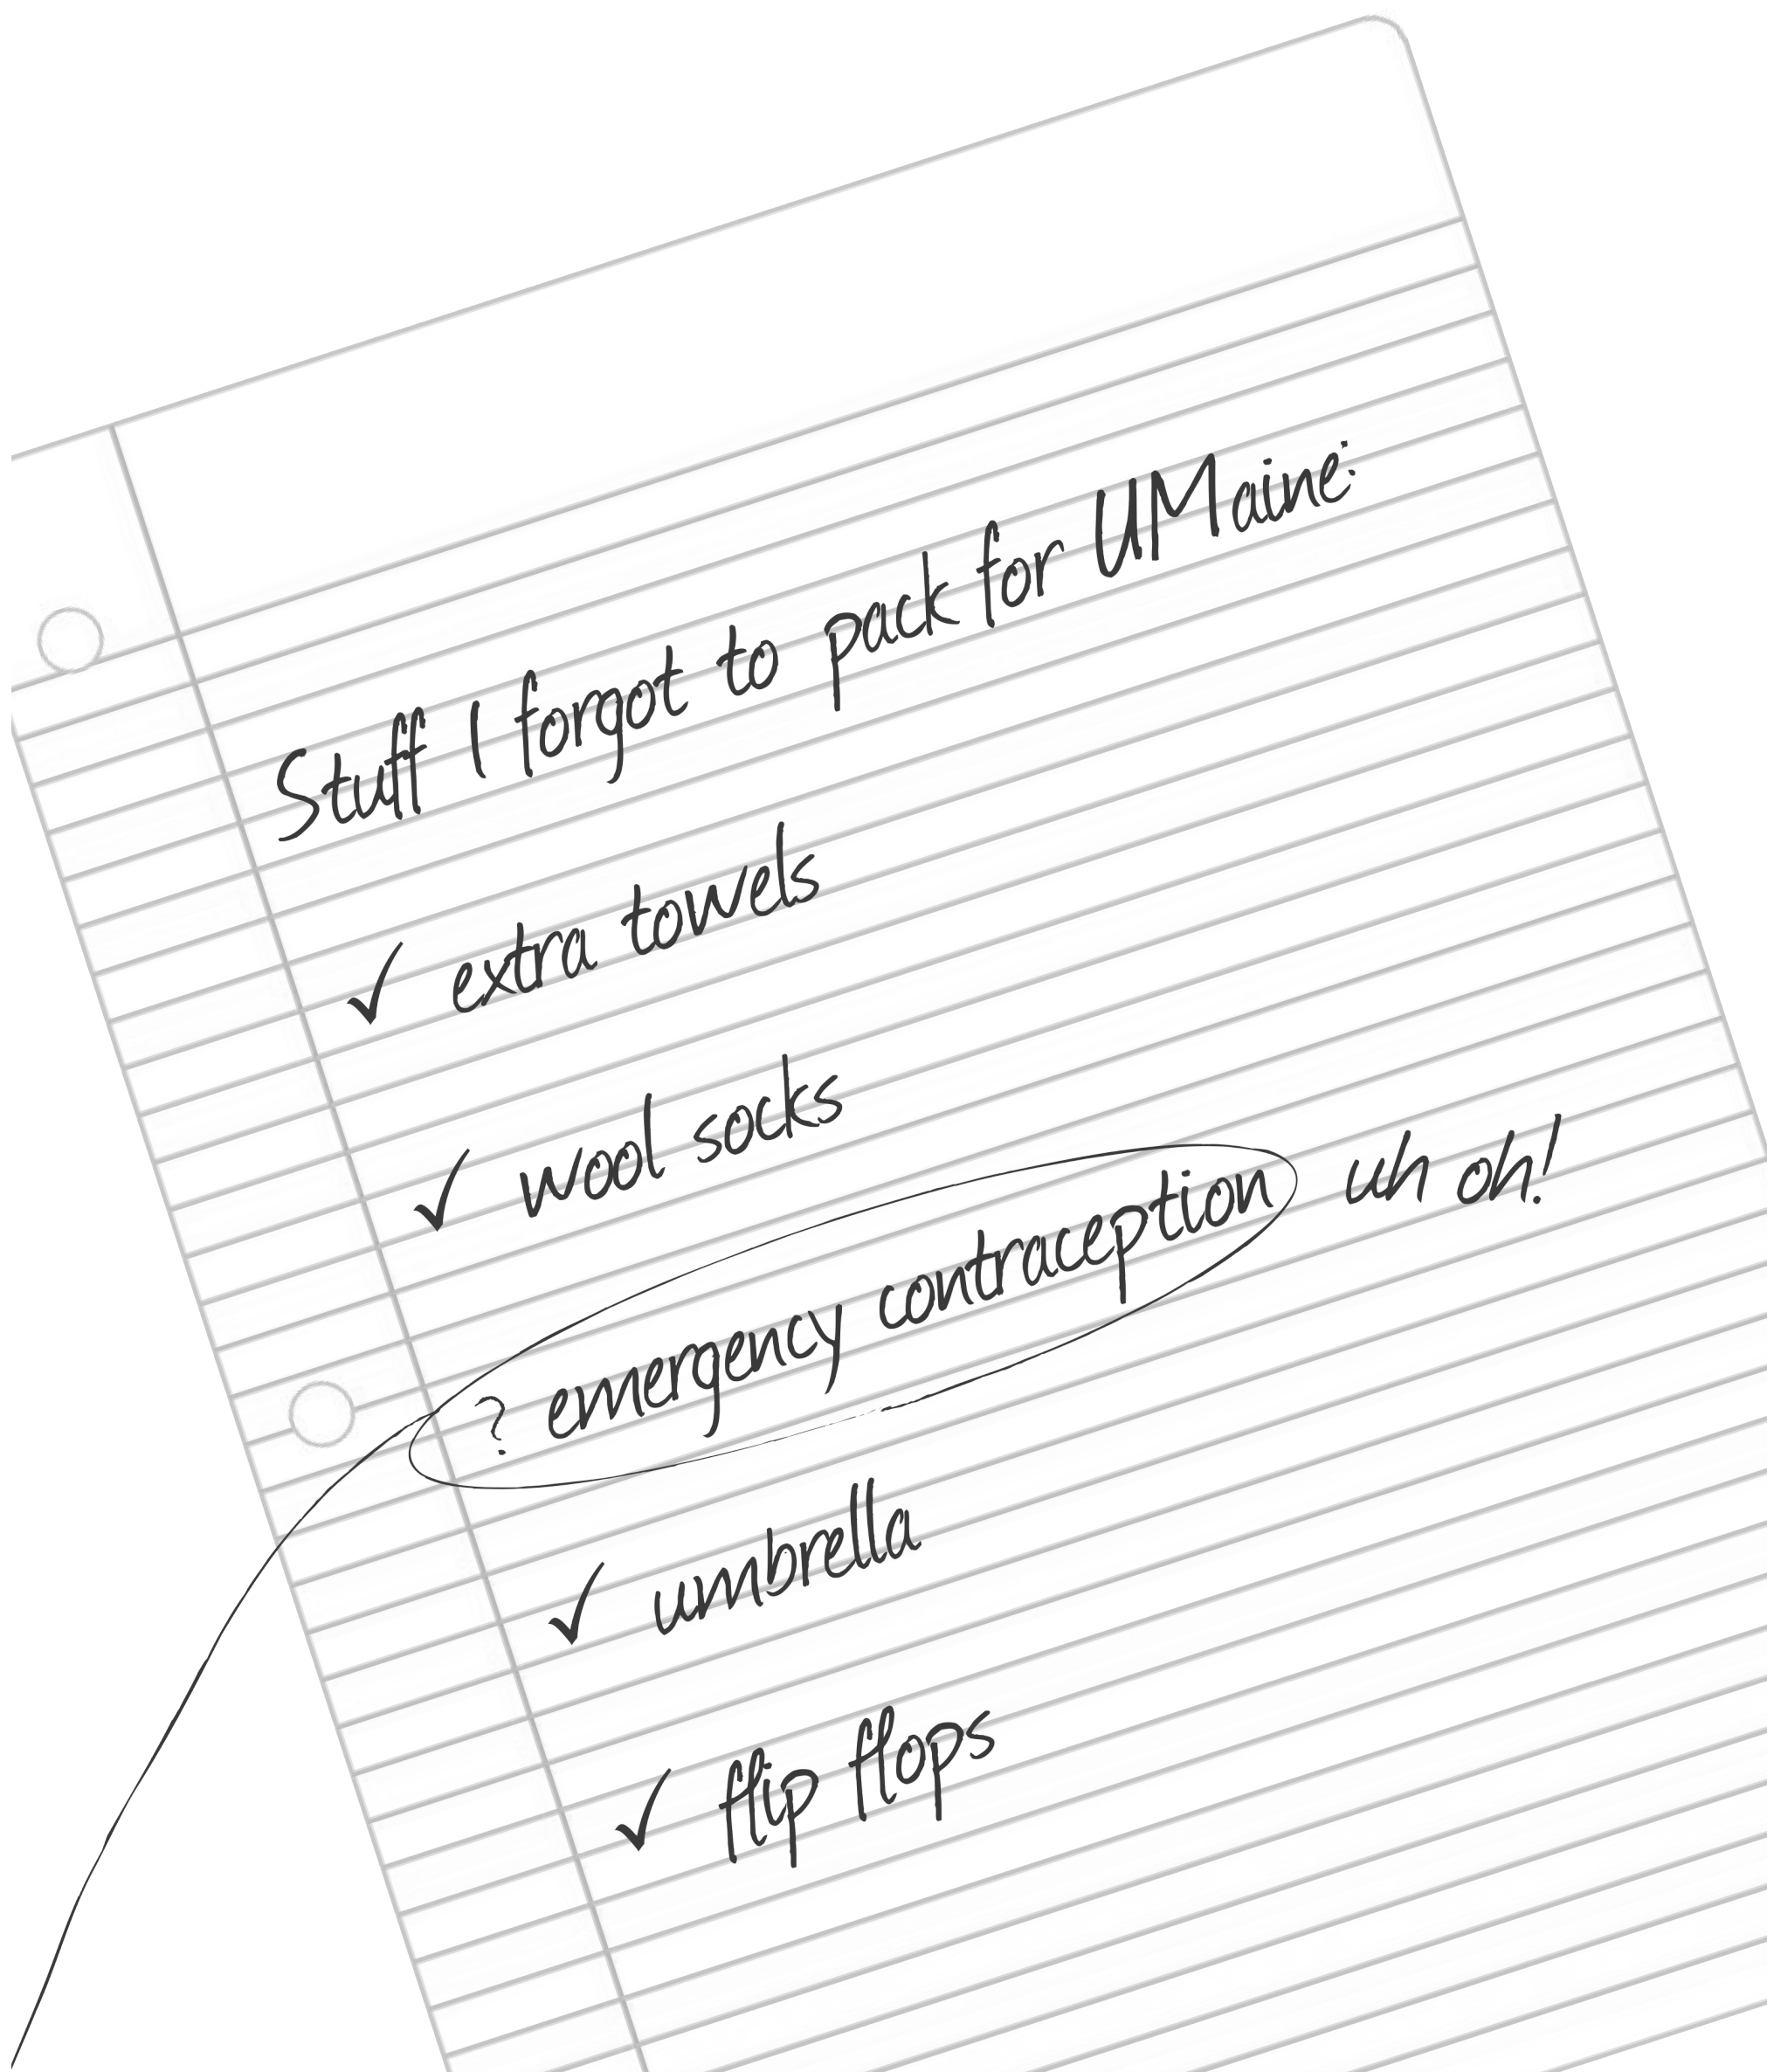 Stuff I forgot to pack for UMaine:
✓ extra towels
✓ wool socks
? emergency contraception uh oh!
✓ umbrella
✓ flip flops